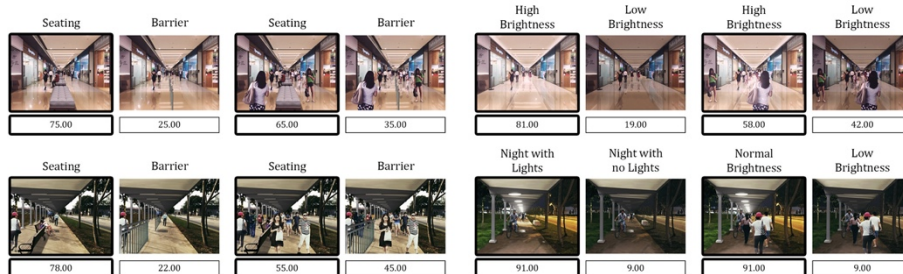 Seating Barrier Seating Barrier High Brightness Low Brightness High Brightness Low Brightness
75.00 25.00 65.00 35.00 81.00 19.00 58.00 42.00
Seating Barrier Seating Barrier Night with Lights Night with no Lights Normal Brightness Low Brightness
78.00 22.00 55.00 45.00 91.00 9.00 91.00 9.00